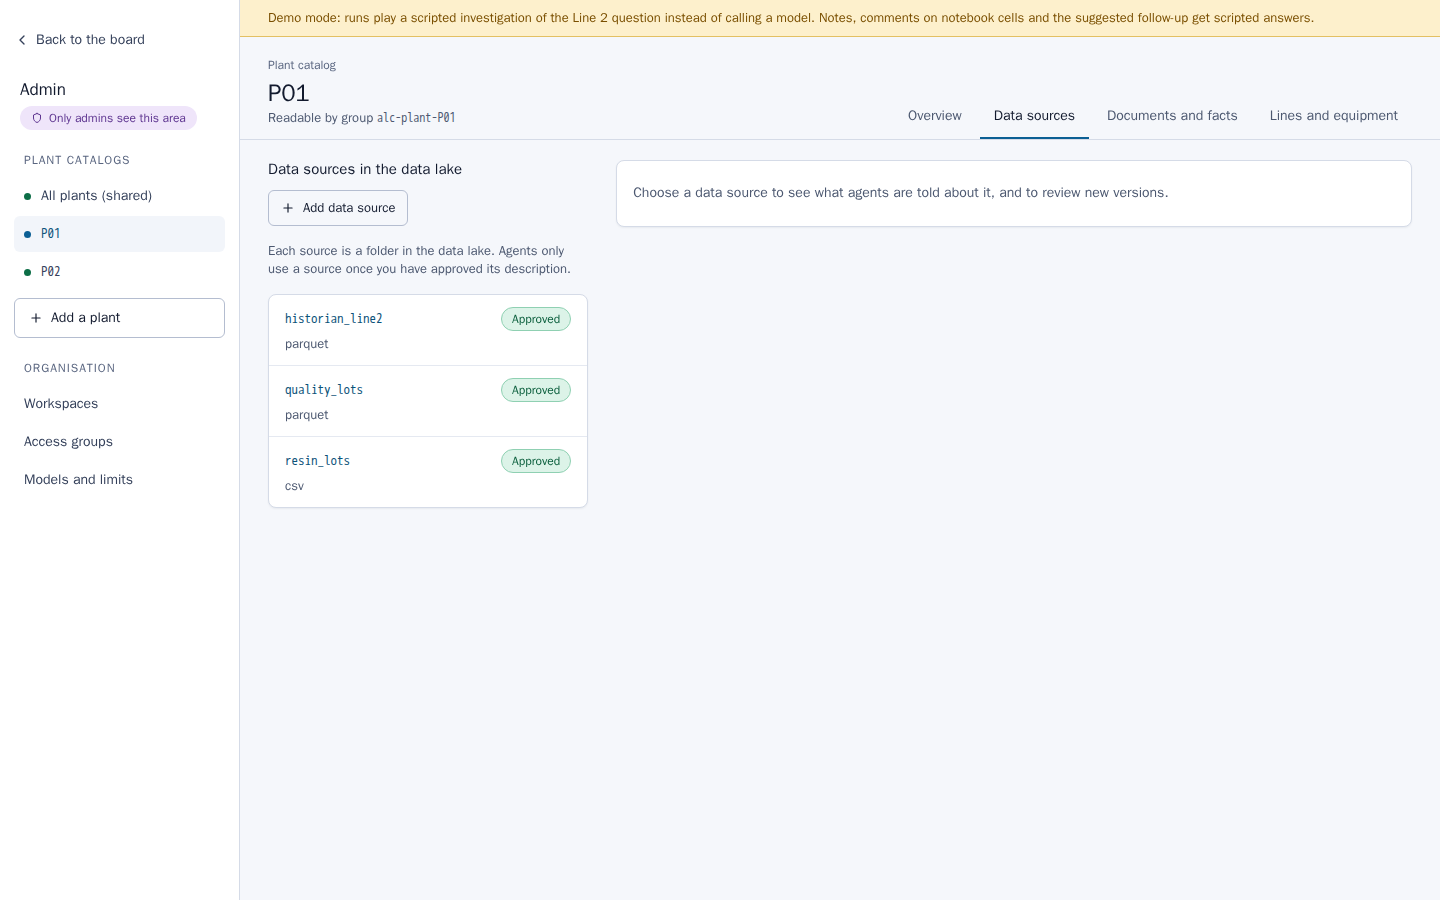 Demo mode: runs play a scripted investigation of the Line 2 question instead of calling a model. Notes, comments on notebook cells and the suggested follow-up get scripted answers.
Back to the board
Admin
Only admins see this area
PLANT CATALOGS
All plants (shared)
P01
P02
Add a plant
ORGANISATION
Workspaces
Access groups
Models and limits
Plant catalog
P01
Readable by group alc-plant-P01
Overview
Data sources
Documents and facts
Lines and equipment
Data sources in the data lake
Add data source
Each source is a folder in the data lake. Agents only
use a source once you have approved its description.
historian_line2
Approved
parquet
quality_lots
Approved
parquet
resin_lots
Approved
csv
Choose a data source to see what agents are told about it, and to review new versions.